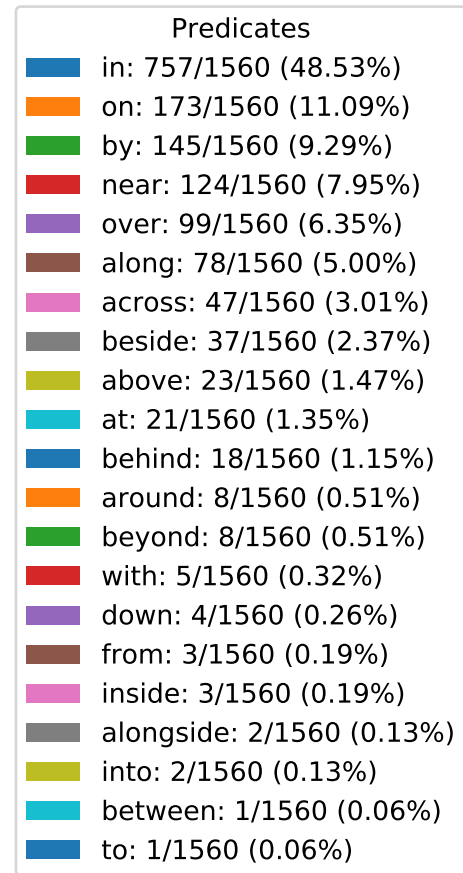 Predicates
in: 757/1560 (48.53%)
on: 173/1560 (11.09%)
by: 145/1560 (9.29%)
near: 124/1560 (7.95%)
over: 99/1560 (6.35%)
along: 78/1560 (5.00%)
across: 47/1560 (3.01%)
beside: 37/1560 (2.37%)
above: 23/1560 (1.47%)
at: 21/1560 (1.35%)
behind: 18/1560 (1.15%)
around: 8/1560 (0.51%)
beyond: 8/1560 (0.51%)
with: 5/1560 (0.32%)
down: 4/1560 (0.26%)
from: 3/1560 (0.19%)
inside: 3/1560 (0.19%)
alongside: 2/1560 (0.13%)
into: 2/1560 (0.13%)
between: 1/1560 (0.06%)
to: 1/1560 (0.06%)